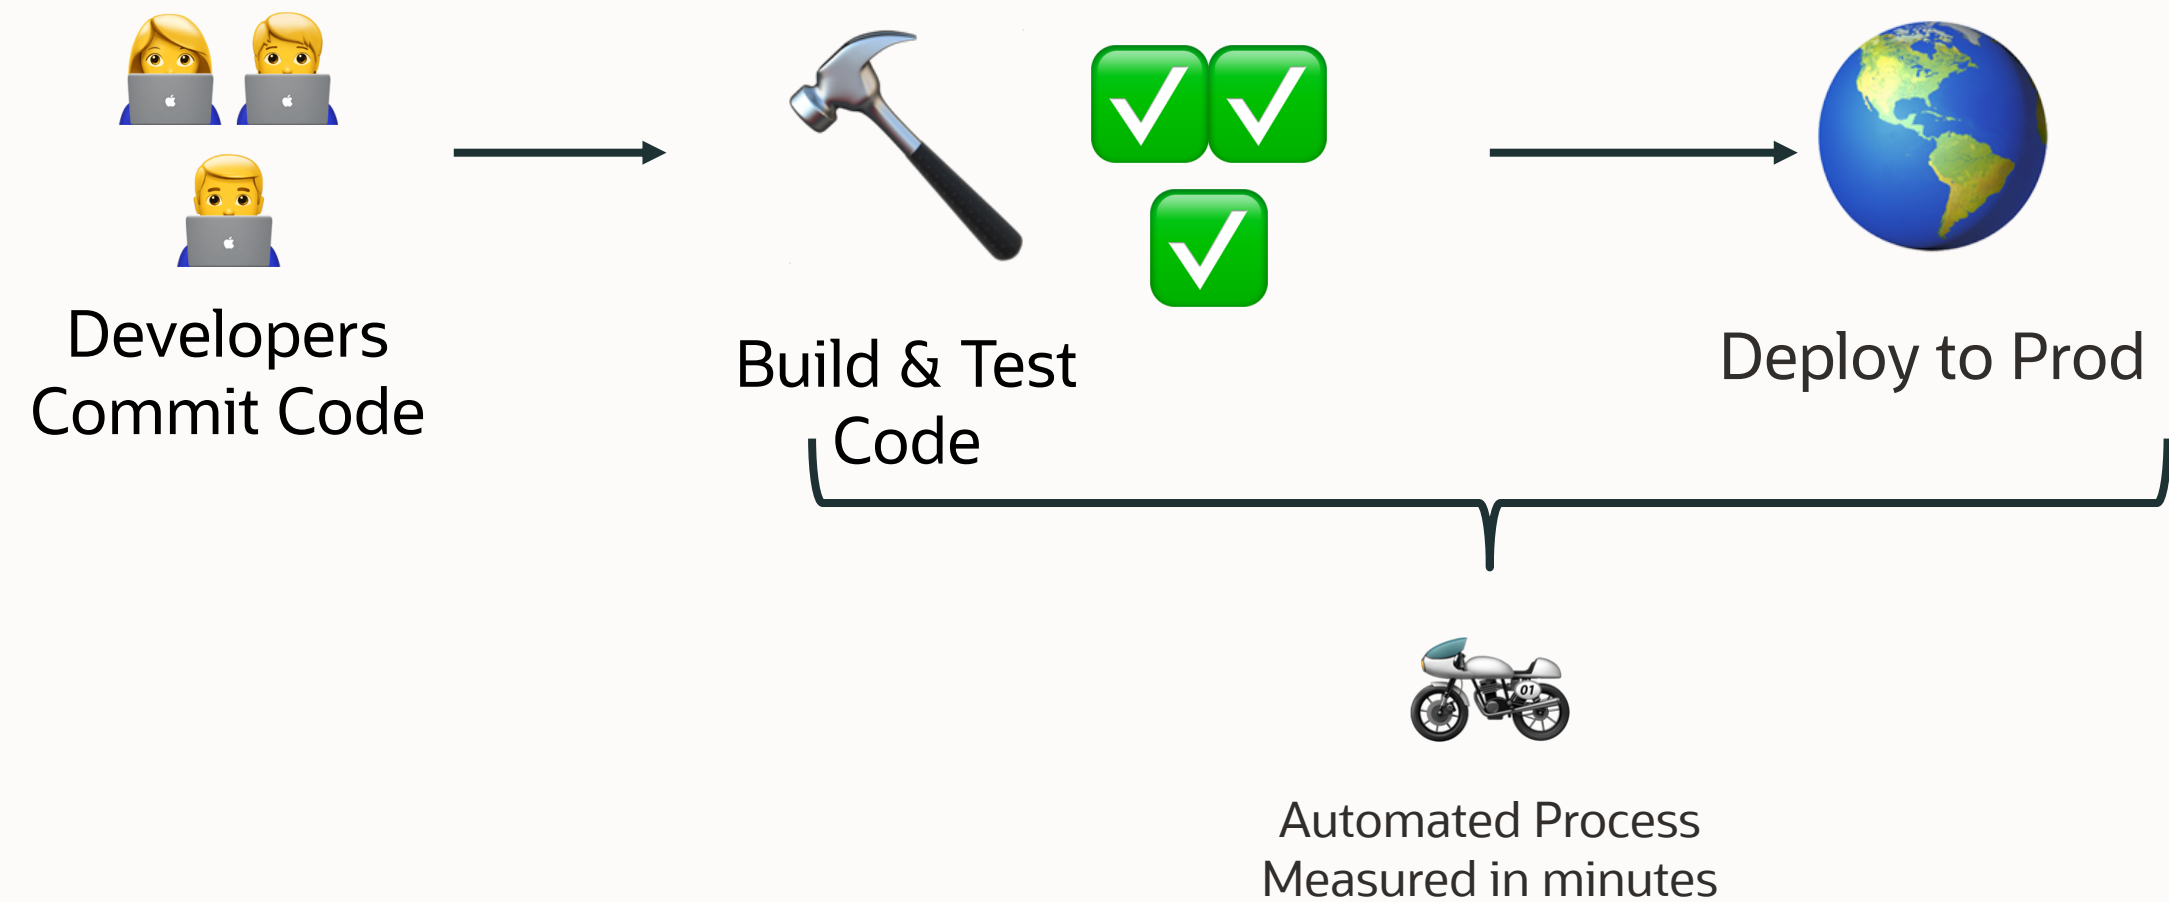 Developers
Commit Code
Build & Test
Code
Deploy to Prod
01
Automated Process
Measured in minutes